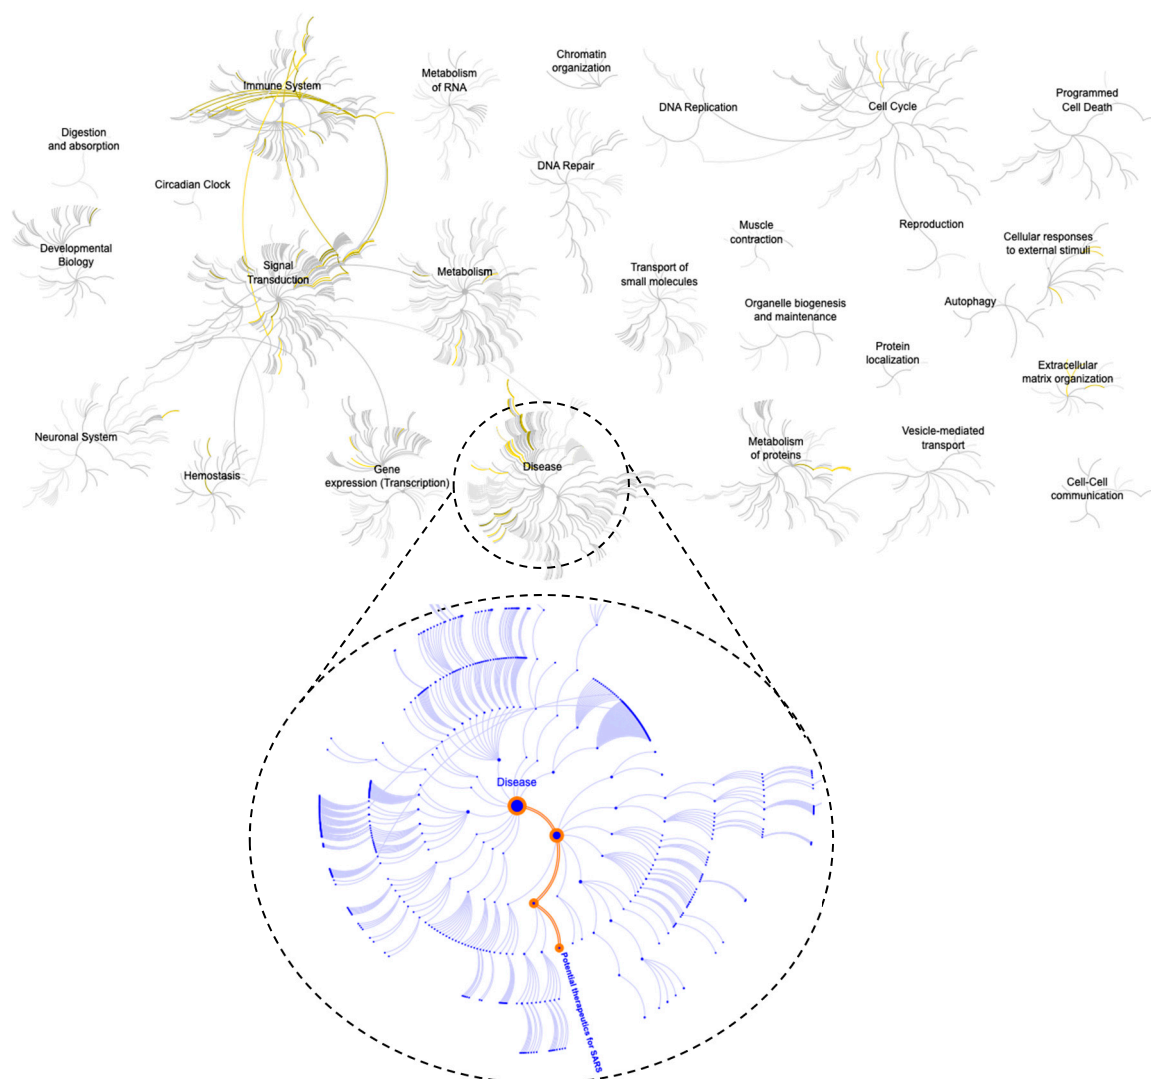 Chromatin
organization
Immune System
Metabolism
of RNA
DNA Replication
Cell Cycle
Programmed
Cell Death
Digestion
and absorption
DNA Repair
Circadian Clock
Developmental
Biology
Muscle
contraction
Reproduction
Cellular responses
to external stimuli
Signal
Transduction
Metabolism
Transport of
small molecules
Organelle biogenesis
and maintenance
Autophagy
Protein
localization
Extracellular
matrix organization
Neuronal System
Hemostasis
Gene
expression (Transcription)
Disease
Metabolism
of proteins
Vesicle-mediated
transport
Cell-Cell
communication
Disease
Potential therapeutics for SARS